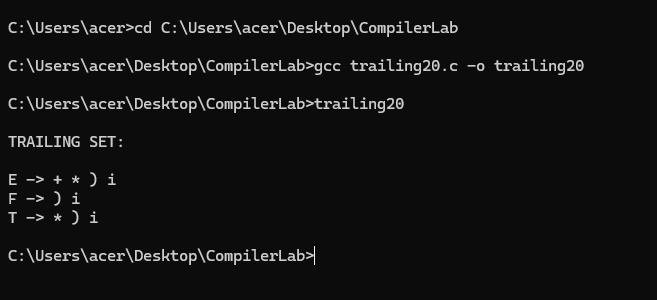 C:\Users\acer>cd C:\Users\acer\Desktop\CompilerLab
C:\Users\acer\Desktop\CompilerLab>gcc trailing20.c -o trailing20
C:\Users\acer\Desktop\CompilerLab>trailing20
TRAILING SET:
E -> + * ) i
F -> ) i
T -> * ) i
C:\Users\acer\Desktop\CompilerLab>